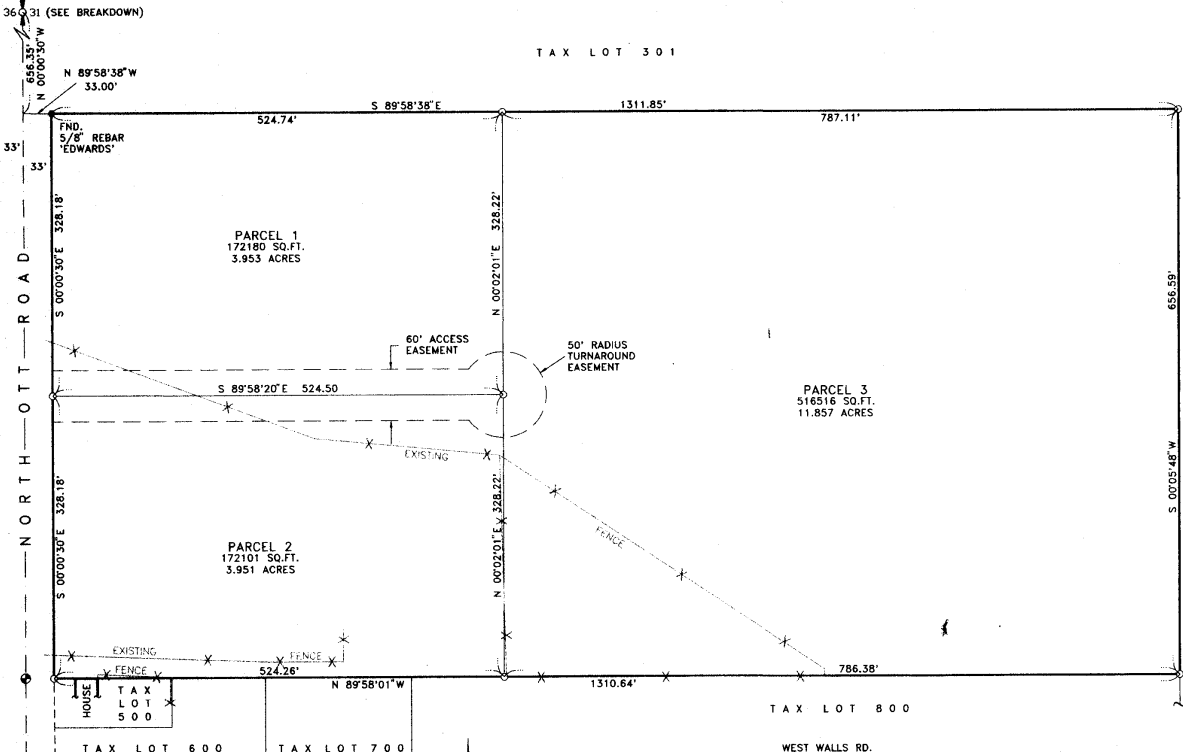 36 31 (SEE BREAKDOWN)
656.35'
N 00'00'30"W
TAX LOT 301
N 89'58'38"W
33.00'
S 89'58'38"E
1311.85'
524.74'
787.11'
FND.
5/8" REBAR
'EDWARDS'
33'
33'
S 00'00'30"E 328.18'
N 00'02'01"E 328.22'
PARCEL 1
172180 SQ.FT.
3.953 ACRES
NORTH OTT ROAD
656.59'
60' ACCESS
EASEMENT
50' RADIUS
TURNAROUND
EASEMENT
S 89'58'20"E 524.50
PARCEL 3
516516 SQ.FT.
11.857 ACRES
EXISTING
FENCE
S 00'05'48"W
S 00'00'30"E 328.18'
N 00'02'01"E 328.22'
PARCEL 2
172101 SQ.FT.
3.951 ACRES
EXISTING
FENCE
FENCE
524.26'
N 89'58'01"W
1310.64'
786.38'
HOUSE
TAX
LOT
500
TAX LOT 800
TAX LOT 600
TAX LOT 700
WEST WALLS RD.